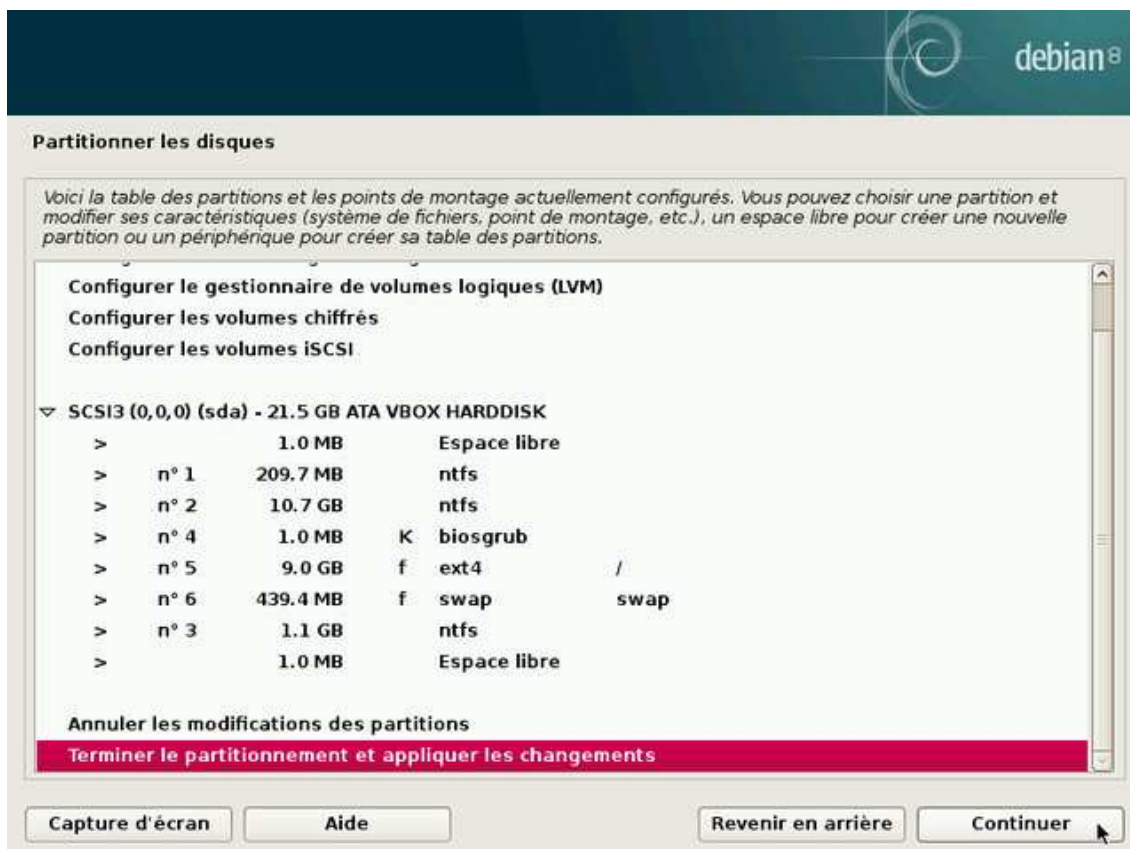 debian 8
Partitionner les disques
Voici la table des partitions et les points de montage actuellement configurés. Vous pouvez choisir une partition et
modifier ses caractéristiques (système de fichiers, point de montage, etc.), un espace libre pour créer une nouvelle
partition ou un périphérique pour créer sa table des partitions.
Configurer le gestionnaire de volumes logiques (LVM)
Configurer les volumes chiffrés
Configurer les volumes iSCSI
SCSI3 (0,0,0) (sda) - 21.5 GB ATA VBOX HARDDISK
> 1.0 MB Espace libre
> n° 1 209.7 MB ntfs
> n° 2 10.7 GB ntfs
> n° 4 1.0 MB K biosgrub
> n° 5 9.0 GB f ext4 /
> n° 6 439.4 MB f swap swap
> n° 3 1.1 GB ntfs
> 1.0 MB Espace libre
Annuler les modifications des partitions
Terminer le partitionnement et appliquer les changements
Capture d'écran Aide Revenir en arrière Continuer